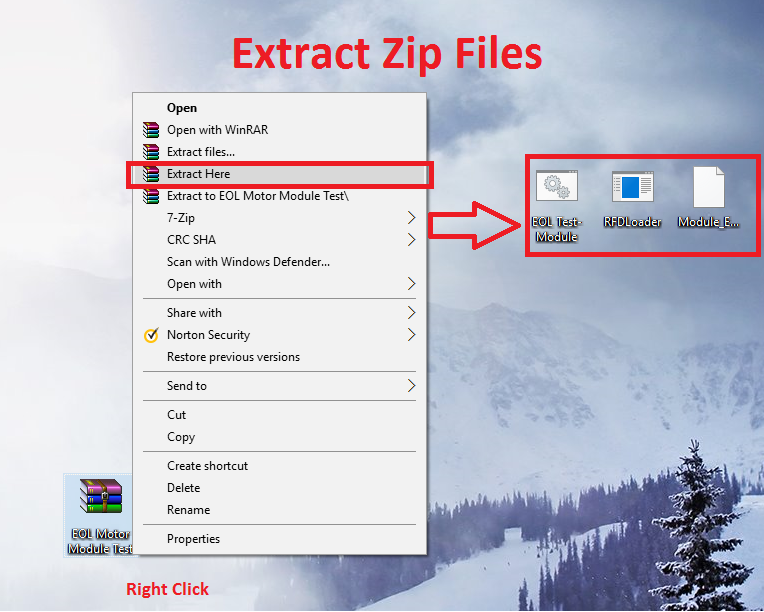 Extract Zip Files
Open
Open with WinRAR
Extract files...
Extract Here
Extract to EOL Motor Module Test\
7-Zip
CRC SHA
Scan with Windows Defender...
Open with
Share with
Norton Security
Restore previous versions
Send to
Cut
Copy
Create shortcut
Delete
Rename
Properties
EOL Test-
Module
RFDLoader
Module_E...
EOL Motor
Module Test
Right Click